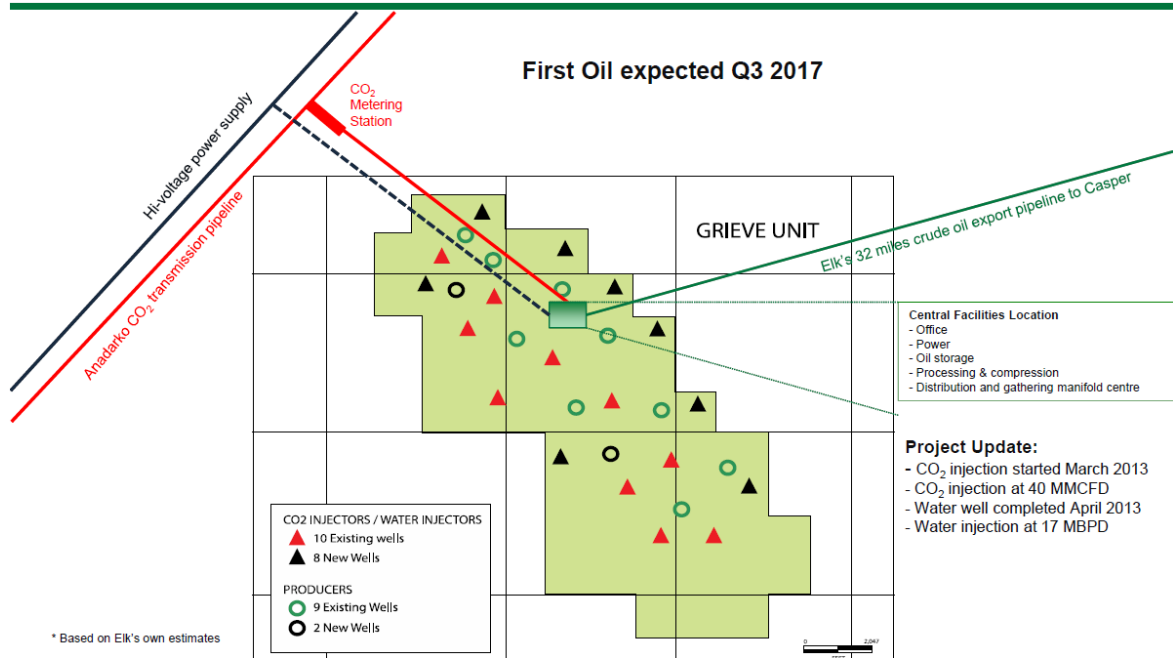 First Oil expected Q3 2017
Hi-voltage power supply
Anadarko CO₂ transmission pipeline
CO₂
Metering
Station
GRIEVE UNIT
Elk's 32 miles crude oil export pipeline to Casper
Central Facilities Location
- Office
- Power
- Oil storage
- Processing & compression
- Distribution and gathering manifold centre
Project Update:
- CO₂ injection started March 2013
- CO₂ injection at 40 MMCFD
- Water well completed April 2013
- Water injection at 17 MBPD
CO2 INJECTORS / WATER INJECTORS
10 Existing wells
8 New Wells
PRODUCERS
9 Existing Wells
2 New Wells
* Based on Elk's own estimates
0 2,047